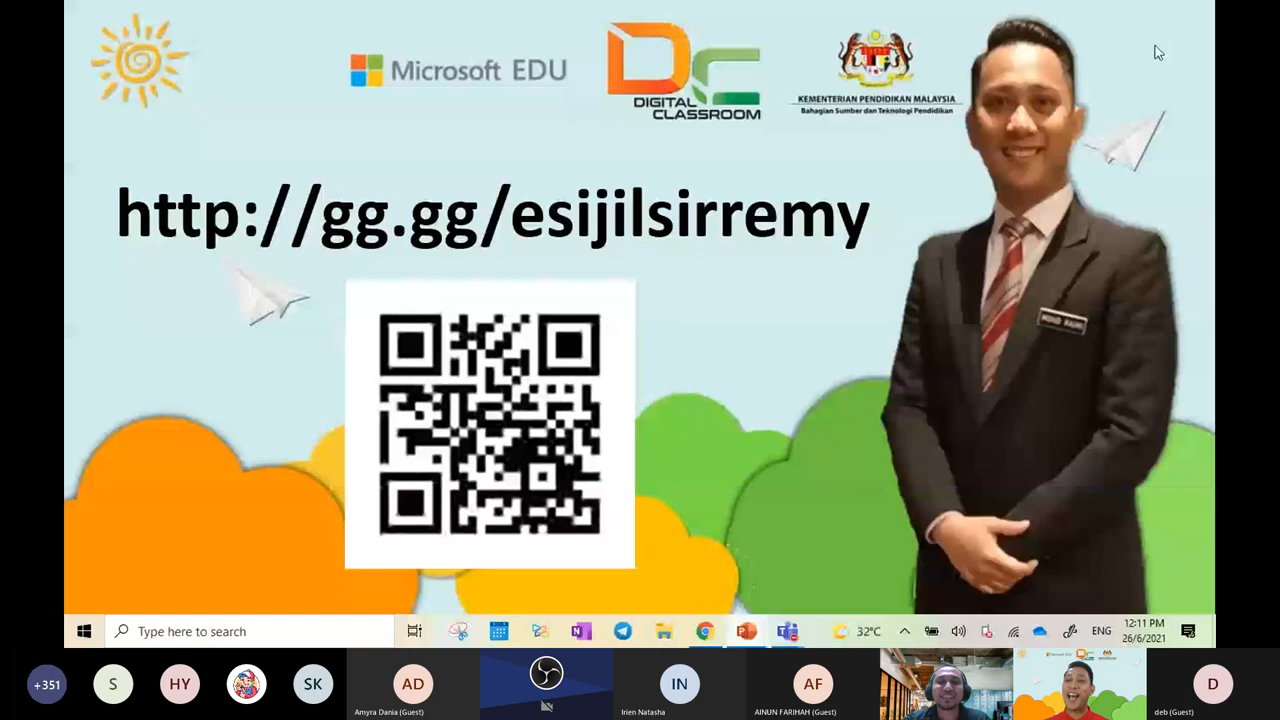 Microsoft EDU
DC
DIGITAL
CLASSROOM
KEMENTERIAN PENDIDIKAN MALAYSIA
Bahagian Sumber dan Teknologi Pendidikan
http://gg.gg/esijilsirremy
Type here to search
32°C
ENG
12:11 PM
26/6/2021
+351
S
HY
SK
AD
Amyra Dania (Guest)
IN
Irien Natasha
AF
AINUN FARIHAH (Guest)
D
deb (Guest)